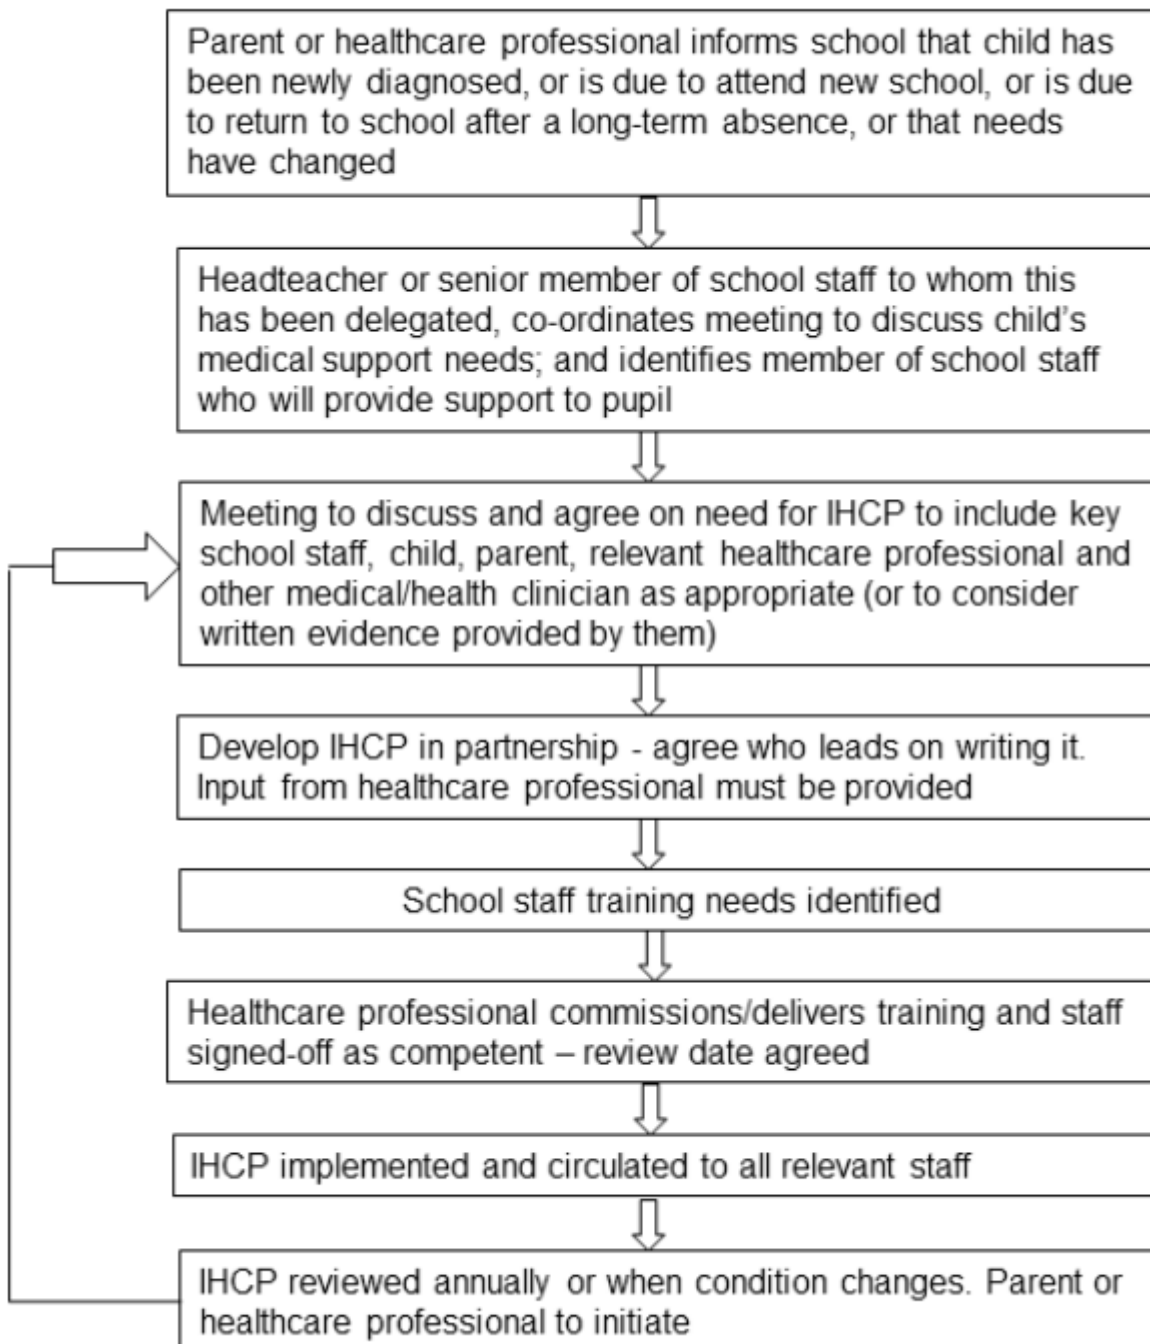 Parent or healthcare professional informs school that child has
been newly diagnosed, or is due to attend new school, or is due
to return to school after a long-term absence, or that needs
have changed
Headteacher or senior member of school staff to whom this
has been delegated, co-ordinates meeting to discuss child's
medical support needs; and identifies member of school staff
who will provide support to pupil
Meeting to discuss and agree on need for IHCP to include key
school staff, child, parent, relevant healthcare professional and
other medical/health clinician as appropriate (or to consider
written evidence provided by them)
Develop IHCP in partnership - agree who leads on writing it.
Input from healthcare professional must be provided
School staff training needs identified
Healthcare professional commissions/delivers training and staff
signed-off as competent – review date agreed
IHCP implemented and circulated to all relevant staff
IHCP reviewed annually or when condition changes. Parent or
healthcare professional to initiate